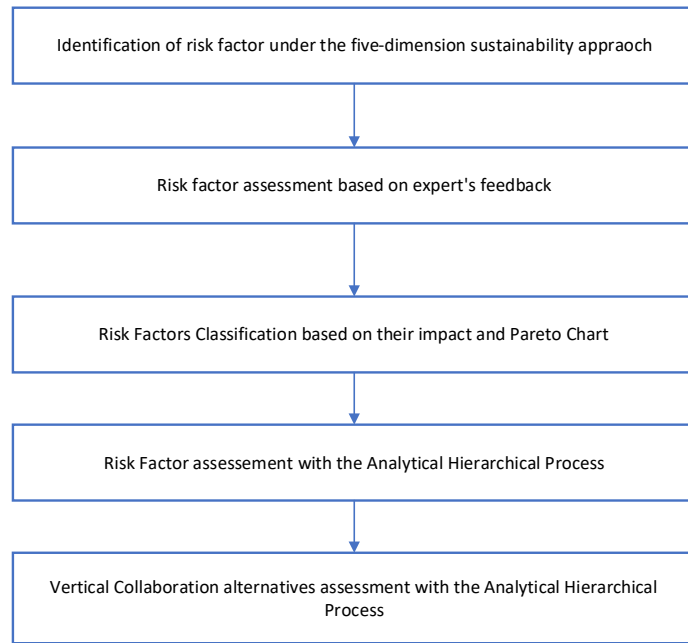 Identification of risk factor under the five-dimension sustainability appraoch
Risk factor assessment based on expert's feedback
Risk Factors Classification based on their impact and Pareto Chart
Risk Factor assessement with the Analytical Hierarchical Process
Vertical Collaboration alternatives assessment with the Analytical Hierarchical
Process